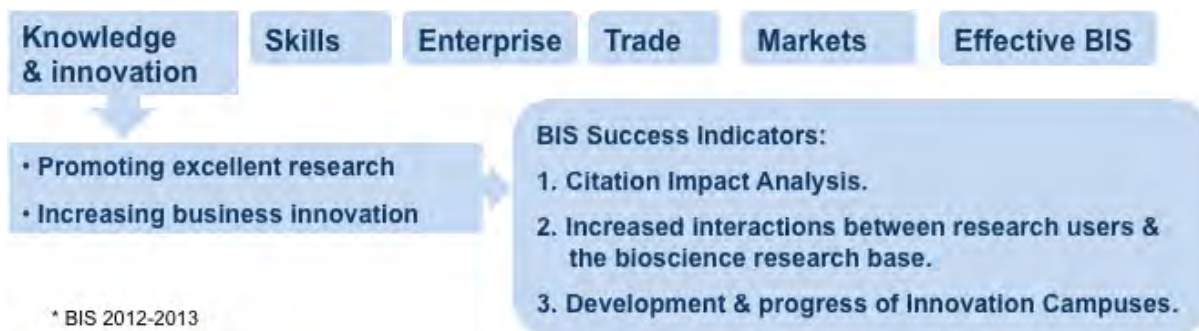 Knowledge
& innovation
Skills
Enterprise
Trade
Markets
Effective BIS
• Promoting excellent research
• Increasing business innovation
BIS Success Indicators:
1. Citation Impact Analysis.
2. Increased interactions between research users &
the bioscience research base.
3. Development & progress of Innovation Campuses.
* BIS 2012-2013